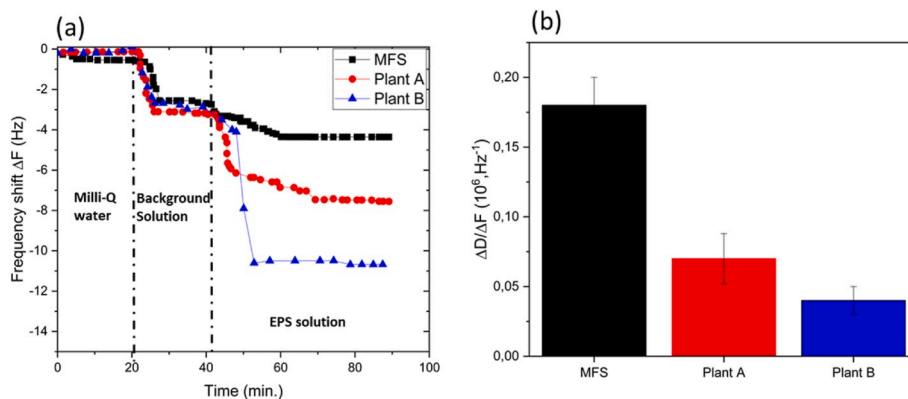 (a)
MFS
Plant A
Plant B
Frequency shift ΔF (Hz)
0
-2
-4
-6
-8
-10
-12
-14
Milli-Q
water
Background
Solution
EPS solution
0 20 40 60 80 100
Time (min.)
(b)
ΔD/ΔF (10⁶,Hz⁻¹)
0,20
0,15
0,10
0,05
0,00
MFS Plant A Plant B